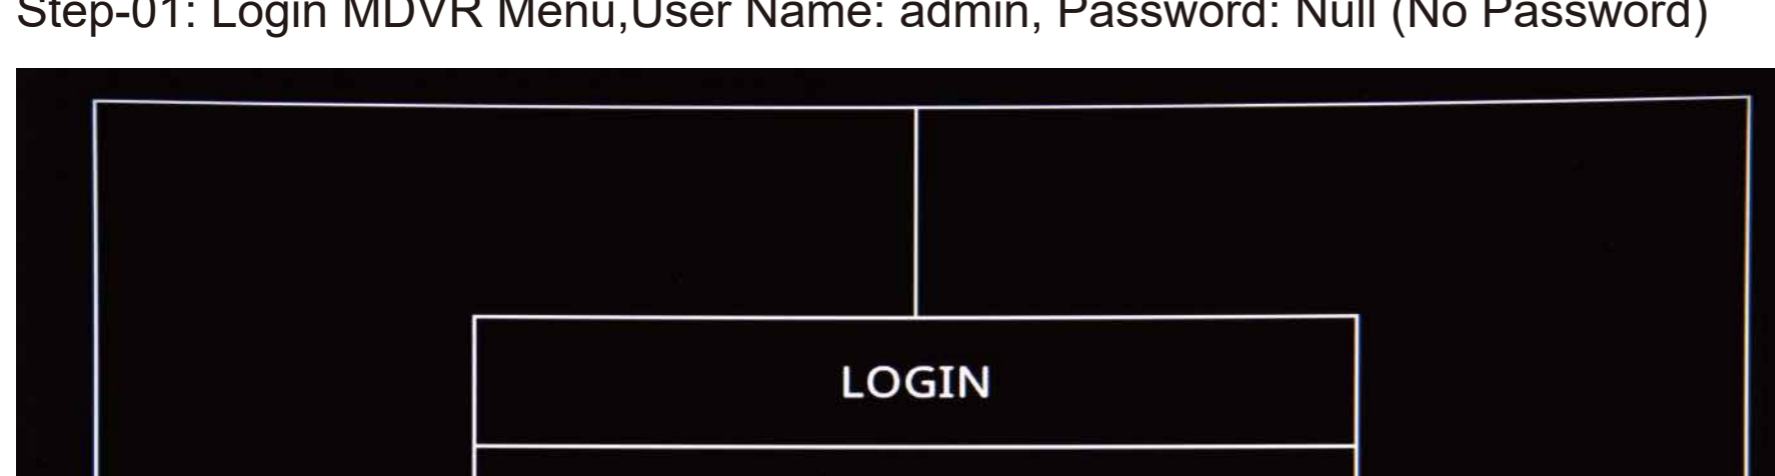 Step-01: Login MDVR Menu,User Name: admin, Password: Null (No Password)
LOGIN